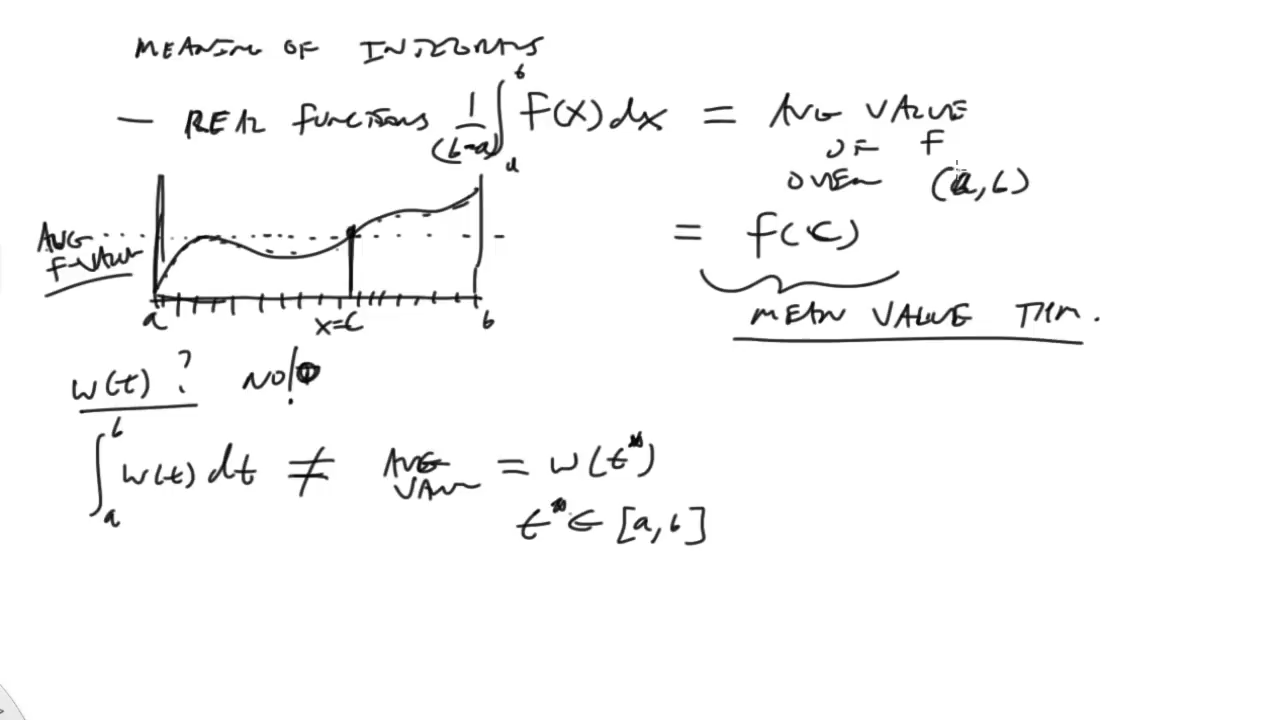 MEANING OF INTEGRALS
— REAL FUNCTIONS 1/(b-a) ∫_a^b f(x) dx = AVG VALUE
OF F
OVER (a,b)
= f(c)
MEAN VALUE THM.
AVG
F-VALUE
a x=c b
w(t)? NO!
∫_a^b w(t) dt ≠ AVG VALUE = w(t*)
t* ∈ [a,b]